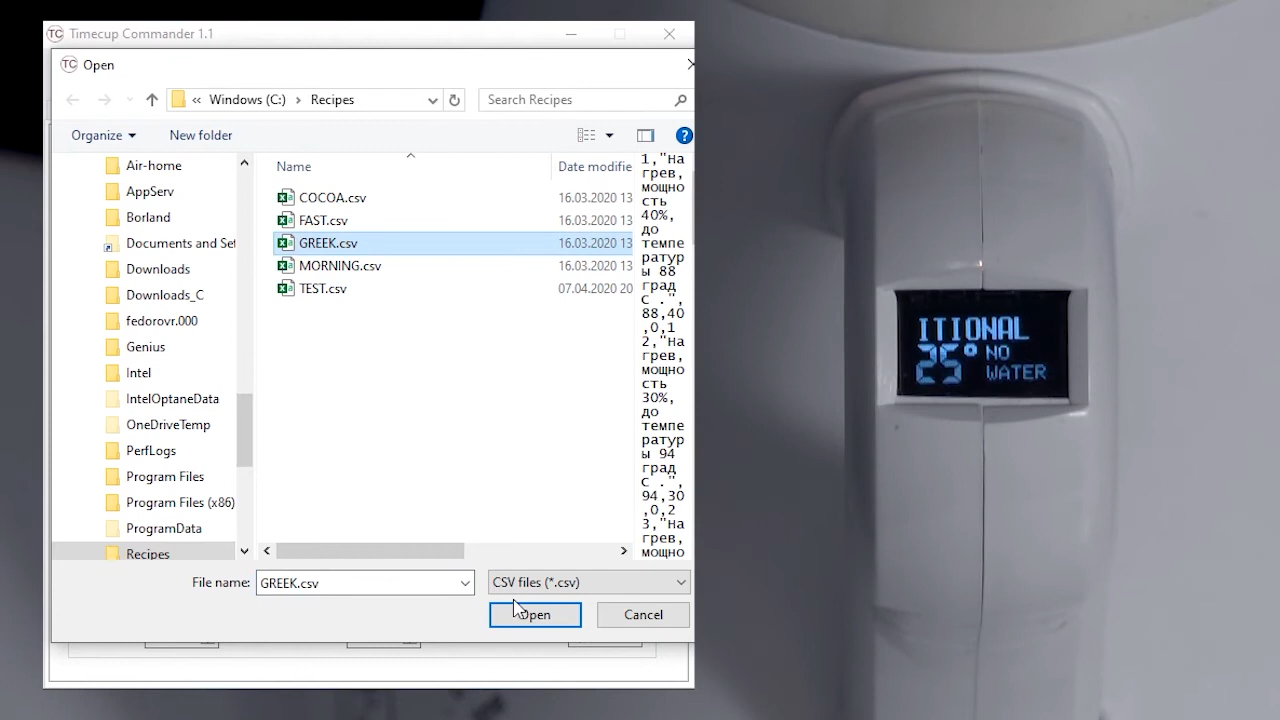 TC Timecup Commander 1.1
TC Open
« Windows (C:) › Recipes
Search Recipes
Organize
New folder
?
Name
Date modifie
Air-home
AppServ
Borland
Documents and Set
Downloads
Downloads_C
fedorovr.000
Genius
Intel
IntelOptaneData
OneDriveTemp
PerfLogs
Program Files
Program Files (x86)
ProgramData
Recipes
COCOA.csv 16.03.2020 13
FAST.csv 16.03.2020 13
GREEK.csv 16.03.2020 13
MORNING.csv 16.03.2020 13
TEST.csv 07.04.2020 20
1,"На
грев,
мощно
сть
40%,
до
темпе
ратур
ы 88
град
С .",
88,40
,0,1
2,"На
грев,
мощно
сть
30%,
до
темпе
ратур
ы 94
град
С .",
94,30
,0,2
3,"На
грев,
мощно
File name: GREEK.csv
CSV files (*.csv)
Open
Cancel
ITIONAL
25° NO
WATER